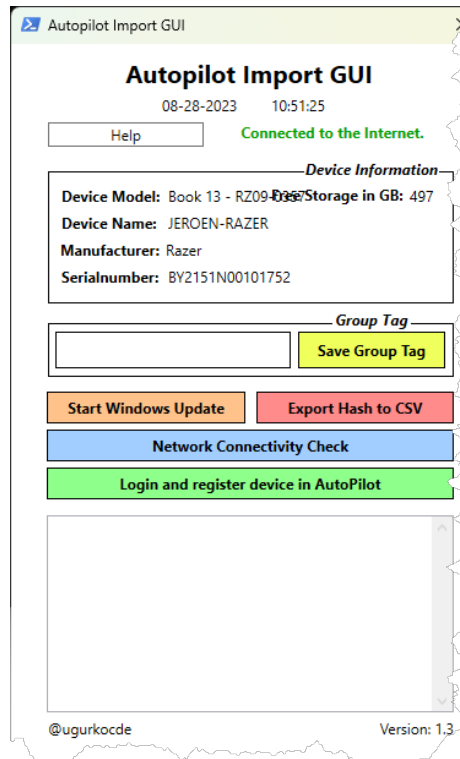 Autopilot Import GUI
Autopilot Import GUI
08-28-2023 10:51:25
Help Connected to the Internet.
Device Information
Device Model: Book 13 - RZ09-0357 Free Storage in GB: 497
Device Name: JEROEN-RAZER
Manufacturer: Razer
Serialnumber: BY2151N00101752
Group Tag
Save Group Tag
Start Windows Update Export Hash to CSV
Network Connectivity Check
Login and register device in AutoPilot
@ugurkocde Version: 1.3